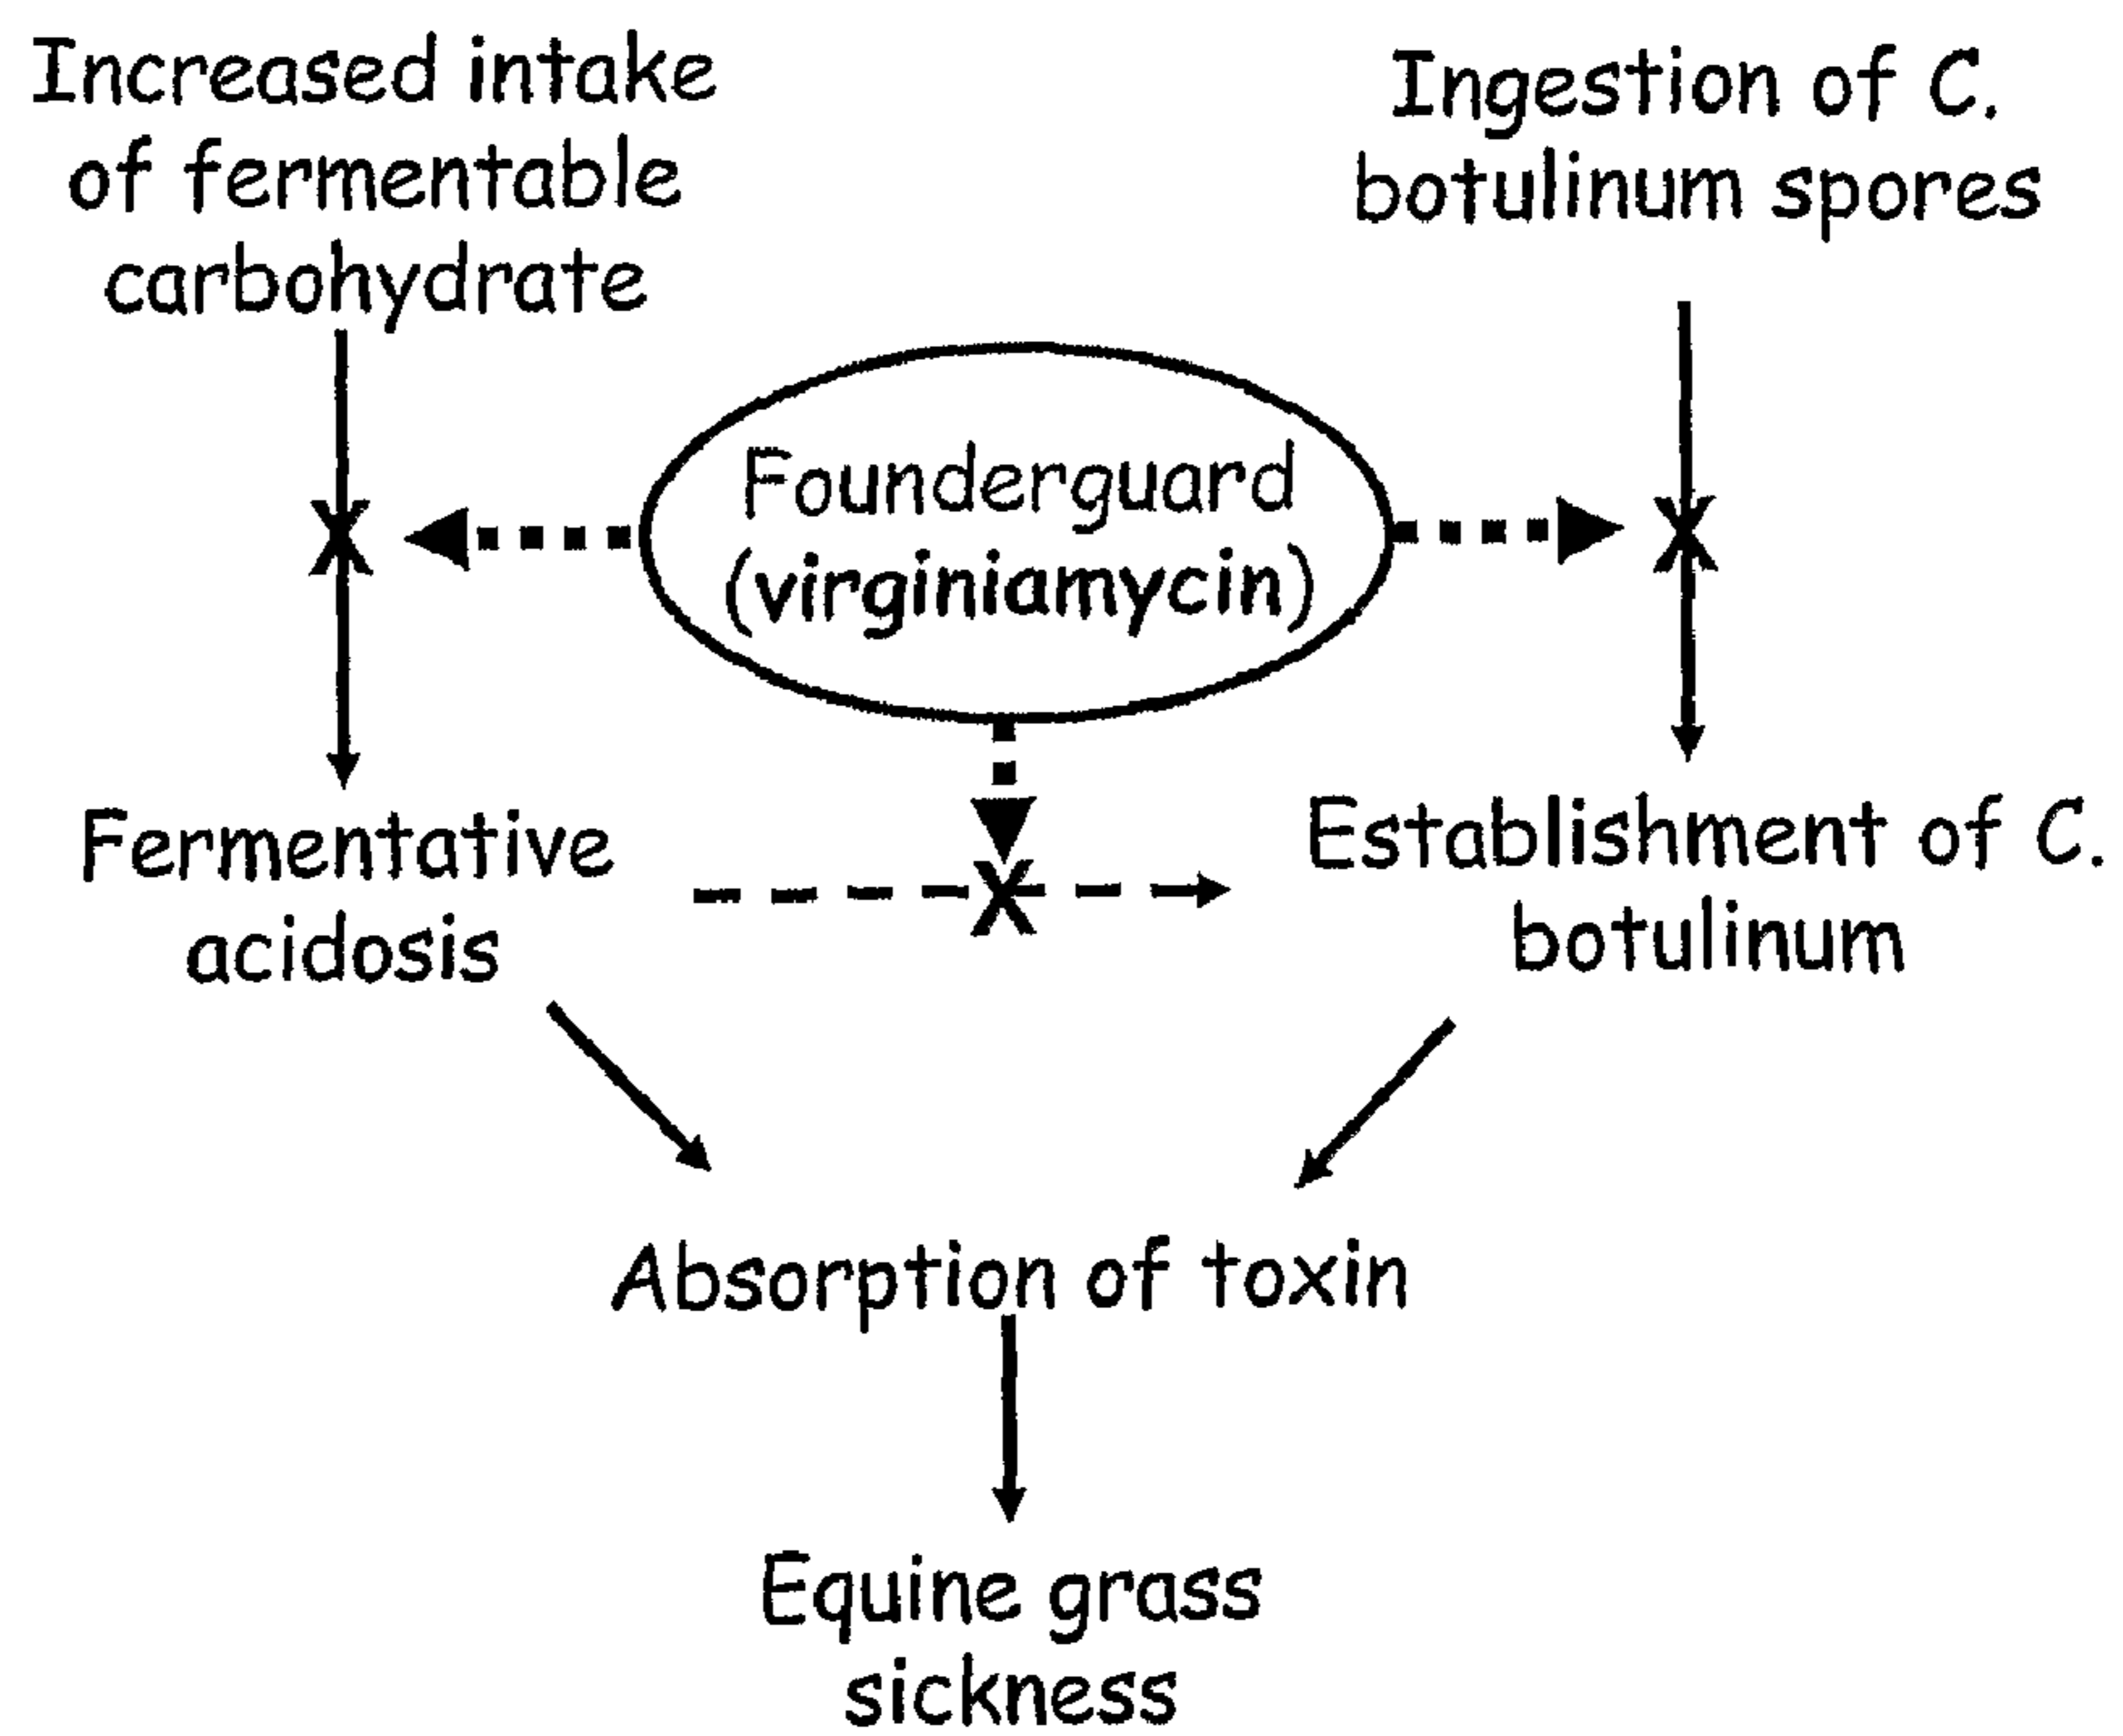 Increased intake
of fermentable
carbohydrate
Ingestion of C.
botulinum spores
X
Founderguard
(virginiamycin)
X
Fermentative
acidosis
X
Establishment of C.
botulinum
Absorption of toxin
Equine grass
sickness